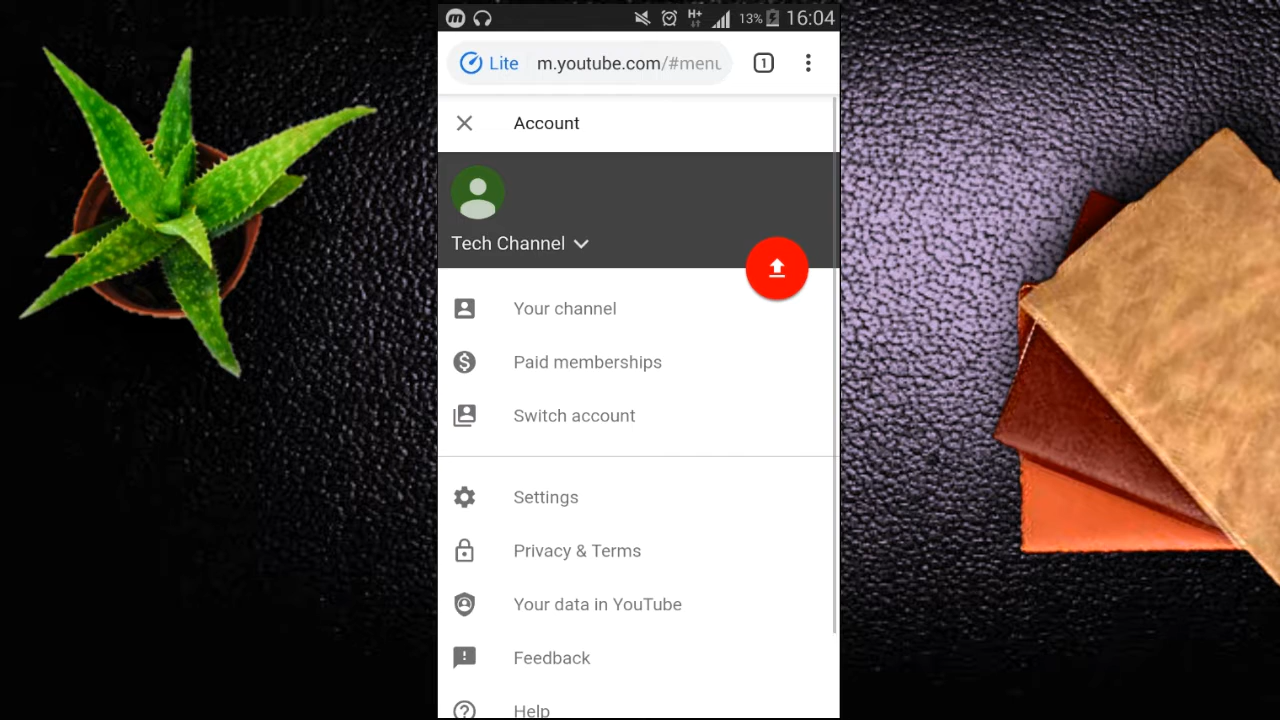 13% 16:04
Lite m.youtube.com/#menu 1
Account
Tech Channel
Your channel
Paid memberships
Switch account
Settings
Privacy & Terms
Your data in YouTube
Feedback
Help